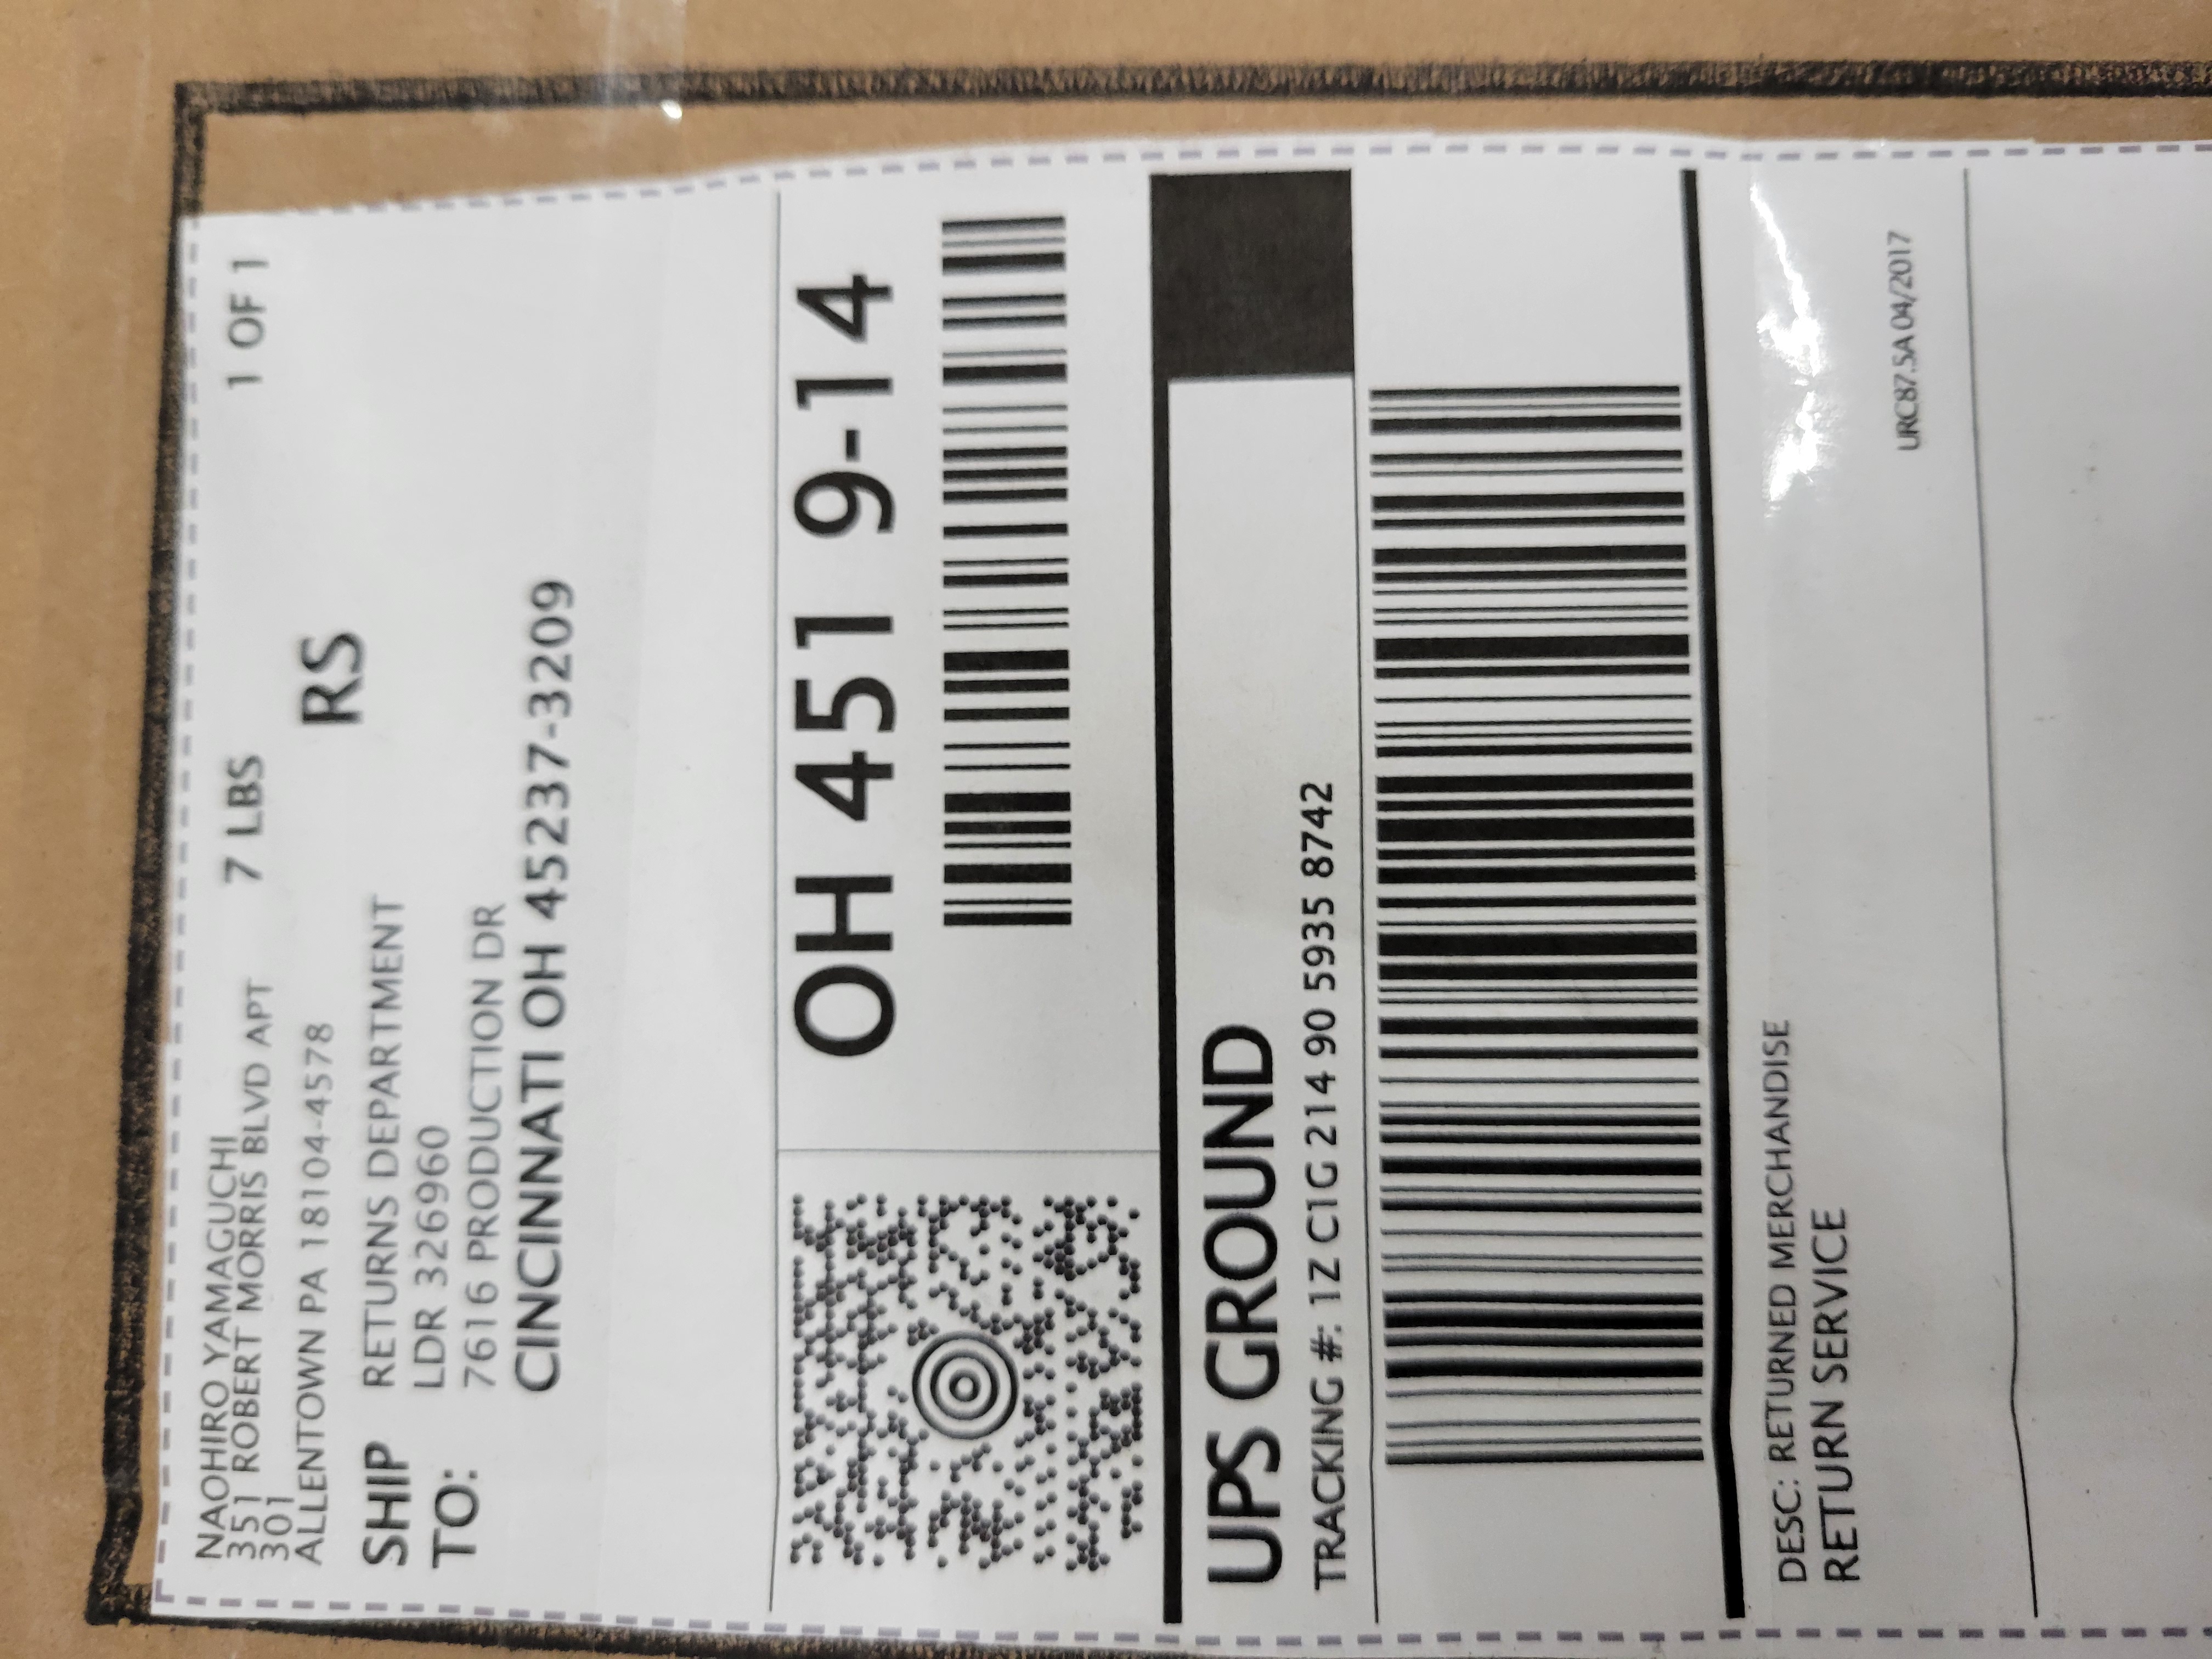 NAOHIRO YAMAGUCHI
351 ROBERT MORRIS BLVD APT
301
ALLENTOWN PA 18104-4578
7 LBS
1 OF 1
RS
SHIP
TO:
RETURNS DEPARTMENT
LDR 326960
7616 PRODUCTION DR
CINCINNATI OH 45237-3209
OH 451 9-14
UPS GROUND
TRACKING #: 1Z C1G 214 90 5935 8742
DESC: RETURNED MERCHANDISE
RETURN SERVICE
URC87.5A 04/2017